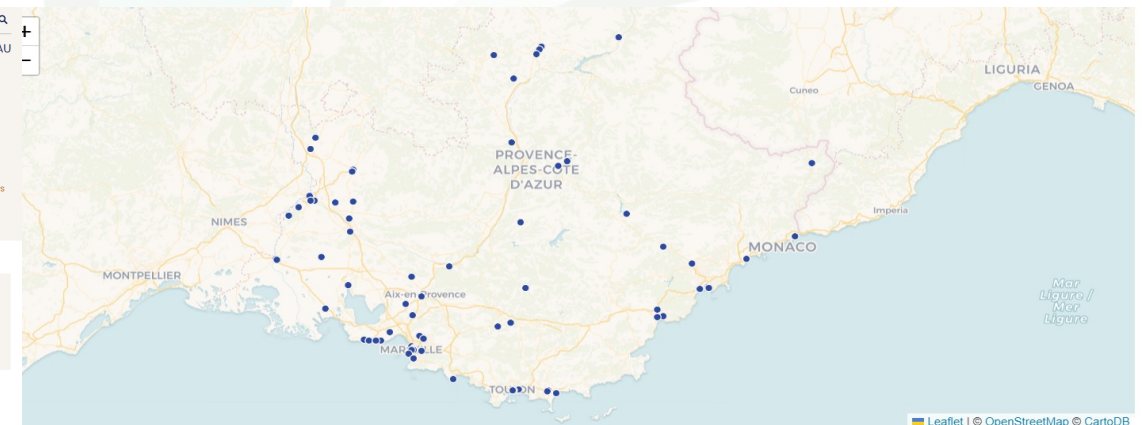 +
AU
−
LIGURIA
GENOA
Cuneo
PROVENCE-
ALPES-CÔTE
D'AZUR
s
Imperia
NIMES
MONACO
MONTPELLIER
Aix-en-Provence
Mar
Ligure /
Mer
Ligure
MARSEILLE
TOULON
Leaflet | © OpenStreetMap © CartoDB